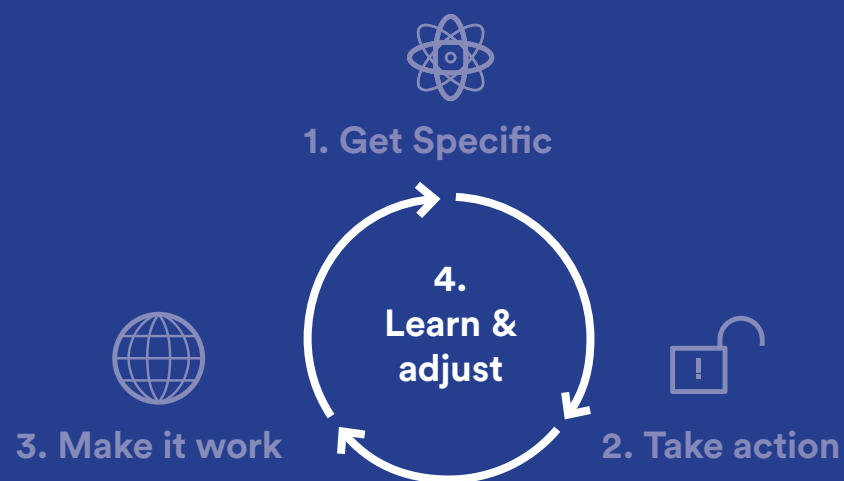 1. Get Specific
4.
Learn &
adjust
!
3. Make it work
2. Take action